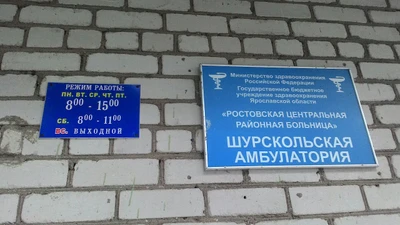 РЕЖИМ РАБОТЫ:
ПН. ВТ. СР. ЧТ. ПТ.
8⁰⁰ - 15⁰⁰
СБ. 8⁰⁰ - 11⁰⁰
ВС. ВЫХОДНОЙ
Министерство здравоохранения
Российской Федерации
Государственное бюджетное
учреждение здравоохранения
Ярославской области
«РОСТОВСКАЯ ЦЕНТРАЛЬНАЯ
РАЙОННАЯ БОЛЬНИЦА»
ШУРСКОЛЬСКАЯ
АМБУЛАТОРИЯ